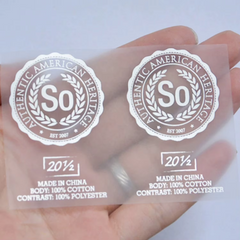 AUTHENTIC AMERICAN HERITAGE
So
EST 2007
20½
MADE IN CHINA
BODY: 100% COTTON
CONTRAST: 100% POLYESTER
AUTHENTIC AMERICAN HERITAGE
So
EST 2007
20½
MADE IN CHINA
BODY: 100% COTTON
CONTRAST: 100% POLYESTER